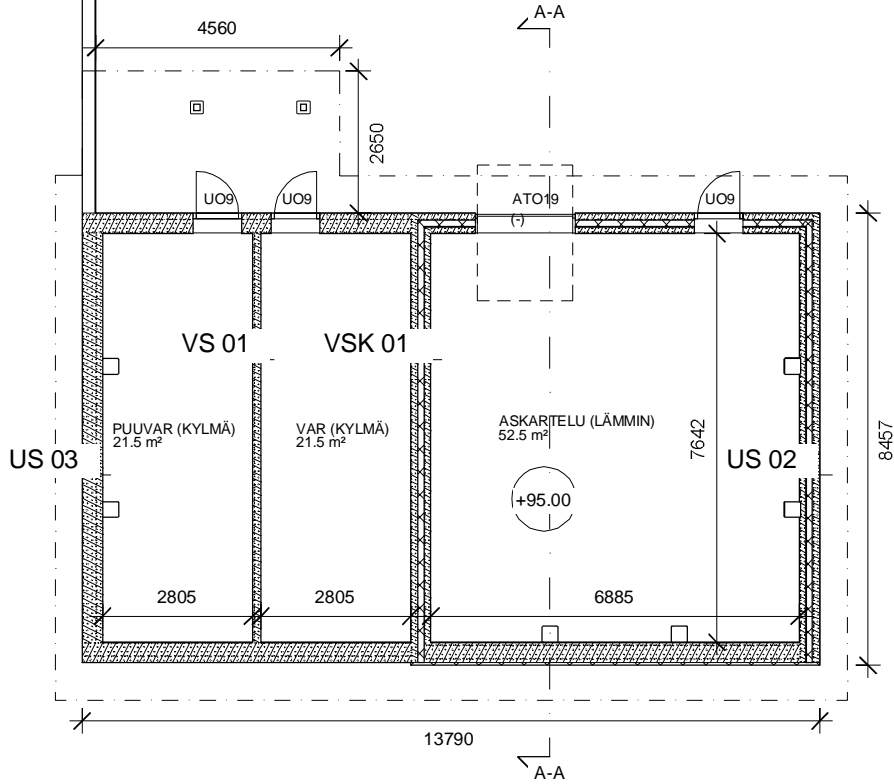 A-A
4560
2650
UO9
UO9
ATO19
(-)
UO9
VS 01
VSK 01
PUUVAR (KYLMÄ)
21.5 m²
VAR (KYLMÄ)
21.5 m²
ASKARTELU (LÄMMIN)
52.5 m²
7642
8457
US 03
US 02
+95.00
2805
2805
6885
13790
A-A